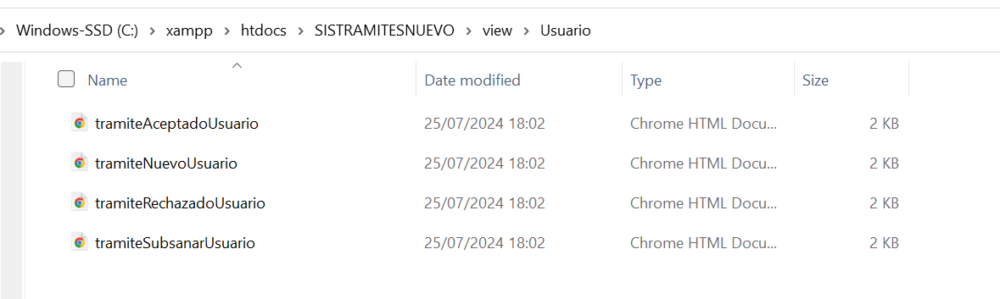 Windows-SSD (C:) > xampp > htdocs > SISTRAMITESNUEVO > view > Usuario
Name Date modified Type Size
tramiteAceptadoUsuario 25/07/2024 18:02 Chrome HTML Docu... 2 KB
tramiteNuevoUsuario 25/07/2024 18:02 Chrome HTML Docu... 2 KB
tramiteRechazadoUsuario 25/07/2024 18:02 Chrome HTML Docu... 2 KB
tramiteSubsanarUsuario 25/07/2024 18:02 Chrome HTML Docu... 2 KB